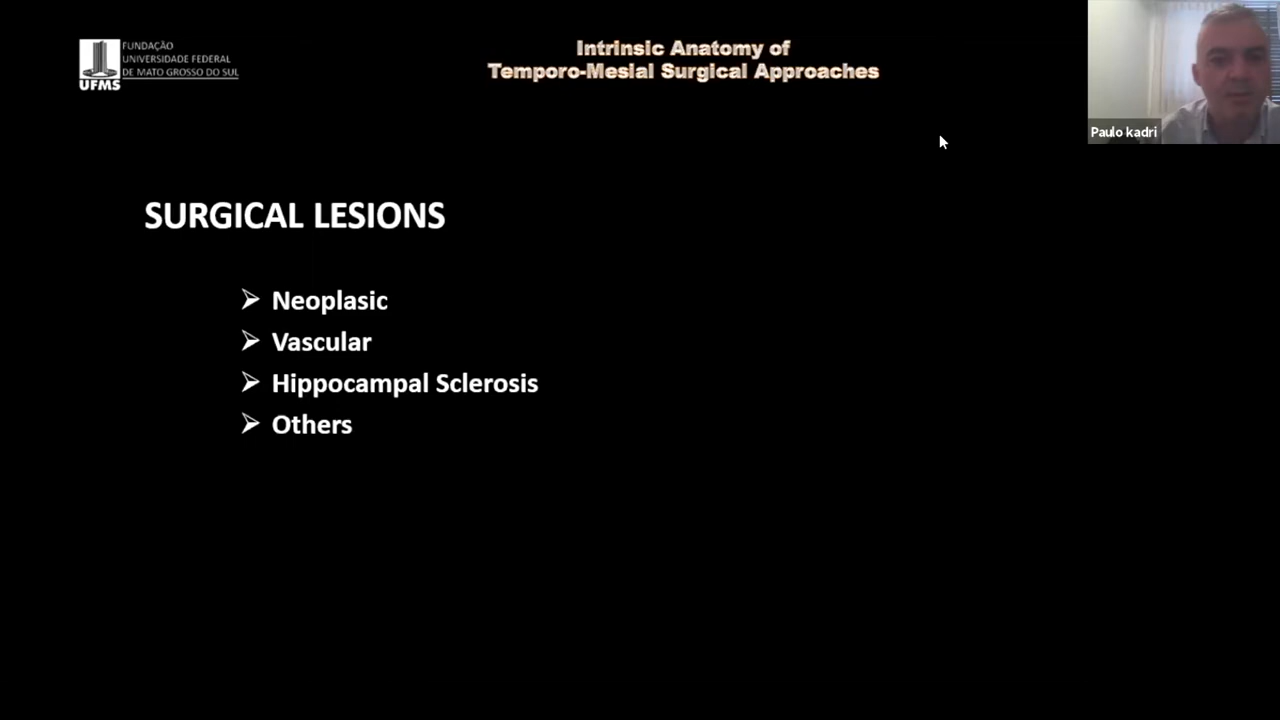 FUNDAÇÃO
UNIVERSIDADE FEDERAL
DE MATO GROSSO DO SUL
UFMS
Intrinsic Anatomy of
Temporo-Mesial Surgical Approaches
Paulo kadri
SURGICAL LESIONS
Neoplasic
Vascular
Hippocampal Sclerosis
Others